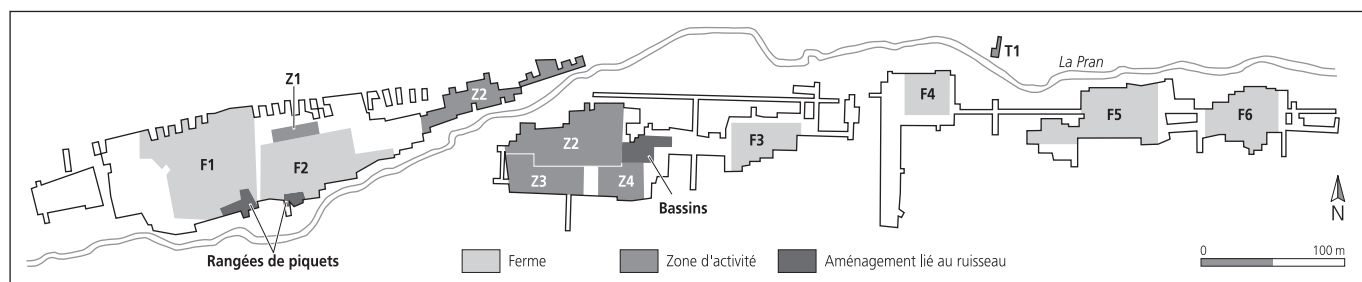 Z1
F1
F2
Rangées de piquets
Z2
Z2
Z3
Z4
Bassins
F3
F4
T1
La Pran
F5
F6
N
Ferme
Zone d'activité
Aménagement lié au ruisseau
0 100 m